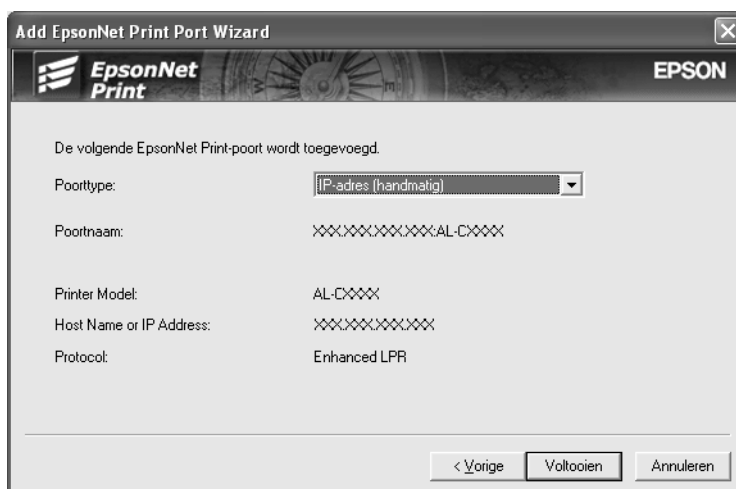 Add EpsonNet Print Port Wizard
EpsonNet
Print
EPSON
De volgende EpsonNet Print-poort wordt toegevoegd.
Poorttype: IP-adres (handmatig)
Poortnaam: XXX.XXX.XXX.XXX:AL-CXXXX
Printer Model: AL-CXXXX
Host Name or IP Address: XXX.XXX.XXX.XXX
Protocol: Enhanced LPR
< Vorige Voltooien Annuleren